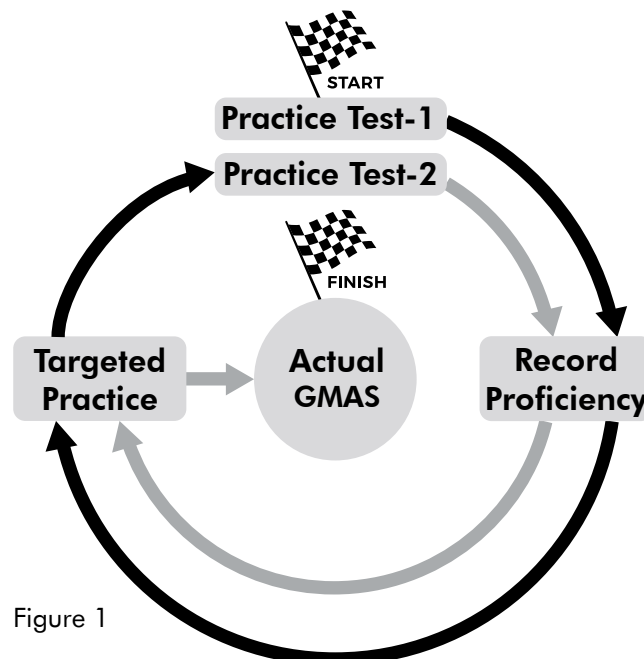 START
Practice Test-1
Practice Test-2
FINISH
Targeted
Practice
Actual
GMAS
Record
Proficiency
Figure 1